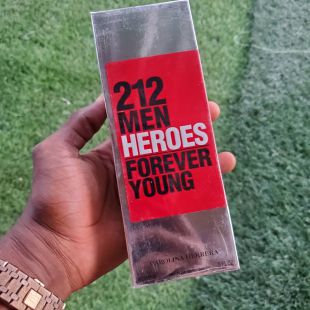 212
MEN
HEROES
FOREVER
YOUNG
CAROLINA HERRERA